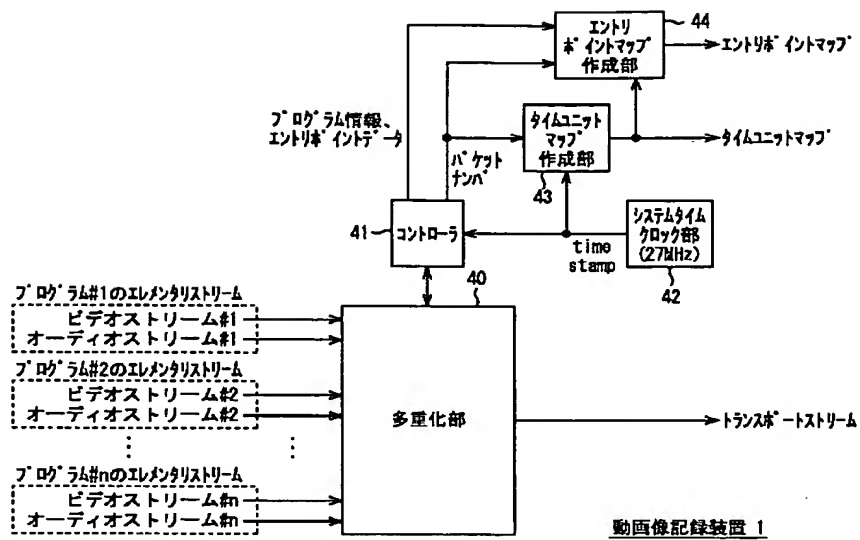 44
エントリ
ポイントマップ
作成部
エントリポイントマップ
プログラム情報、
エントリポイントデータ
パケット
ナンバ
タイムユニット
マップ
作成部
43
タイムユニットマップ
41
コントローラ
time
stamp
システムタイム
クロック部
(27MHz)
42
40
プログラム#1のエレメンタリストリーム
ビデオストリーム#1
オーディオストリーム#1
プログラム#2のエレメンタリストリーム
ビデオストリーム#2
オーディオストリーム#2
プログラム#nのエレメンタリストリーム
ビデオストリーム#n
オーディオストリーム#n
多重化部
トランスポートストリーム
動画像記録装置 1